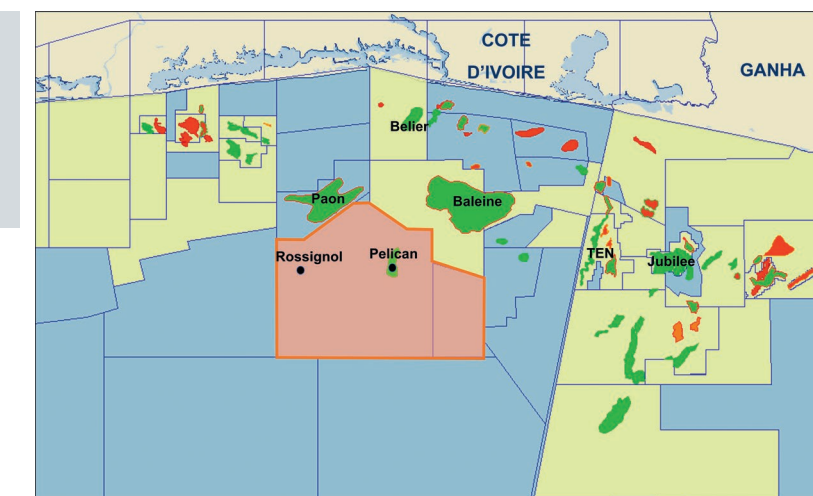 COTE
D'IVOIRE
GANHA
Belier
Paon
Baleine
Rossignol
Pelican
TEN
Jubilee